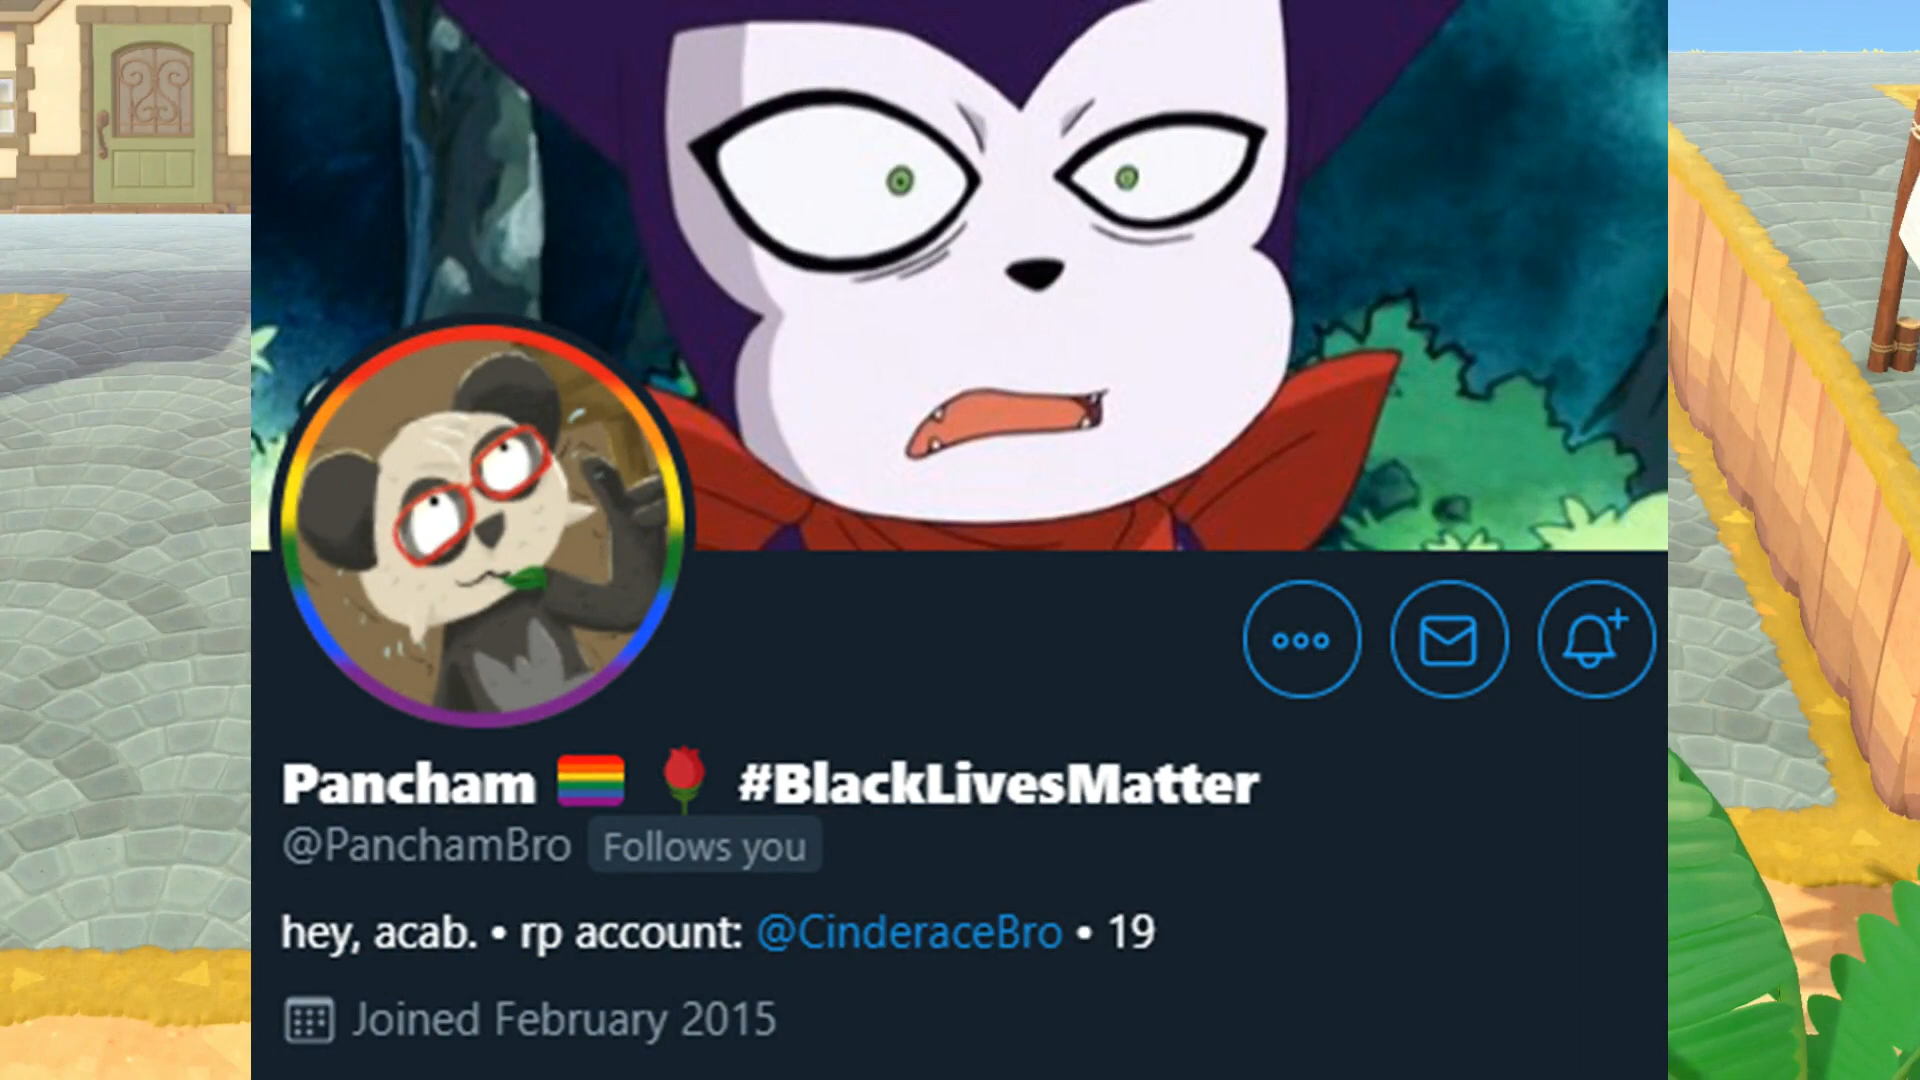 Pancham 🏳️‍🌈 🌹 #BlackLivesMatter
@PanchamBro Follows you
hey, acab. • rp account: @CinderaceBro • 19
Joined February 2015